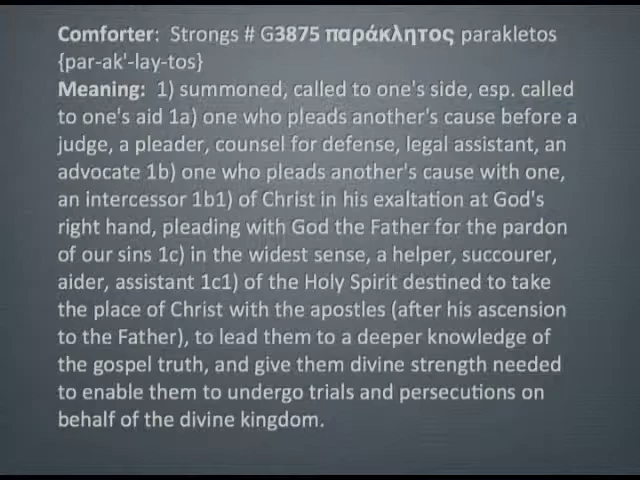 Comforter: Strongs # G3875 παράκλητος parakletos
{par-ak'-lay-tos}
Meaning: 1) summoned, called to one's side, esp. called
to one's aid 1a) one who pleads another's cause before a
judge, a pleader, counsel for defense, legal assistant, an
advocate 1b) one who pleads another's cause with one,
an intercessor 1b1) of Christ in his exaltation at God's
right hand, pleading with God the Father for the pardon
of our sins 1c) in the widest sense, a helper, succourer,
aider, assistant 1c1) of the Holy Spirit destined to take
the place of Christ with the apostles (after his ascension
to the Father), to lead them to a deeper knowledge of
the gospel truth, and give them divine strength needed
to enable them to undergo trials and persecutions on
behalf of the divine kingdom.